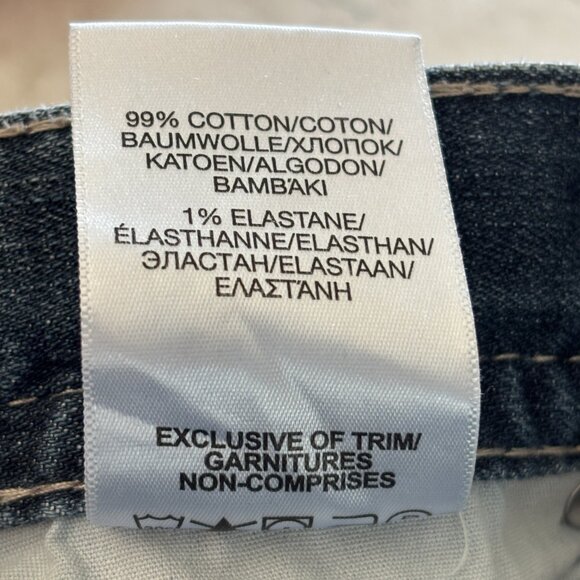 99% COTTON/COTON/
BAUMWOLLE/ХЛОПОК/
KATOEN/ALGODON/
ΒΑΜΒΆΚΙ
1% ELASTANE/
ÉLASTHANNE/ELASTHAN/
ЭЛАСТАН/ELASTAAN/
ΕΛΑΣΤΆΝΗ
EXCLUSIVE OF TRIM/
GARNITURES
NON-COMPRISES